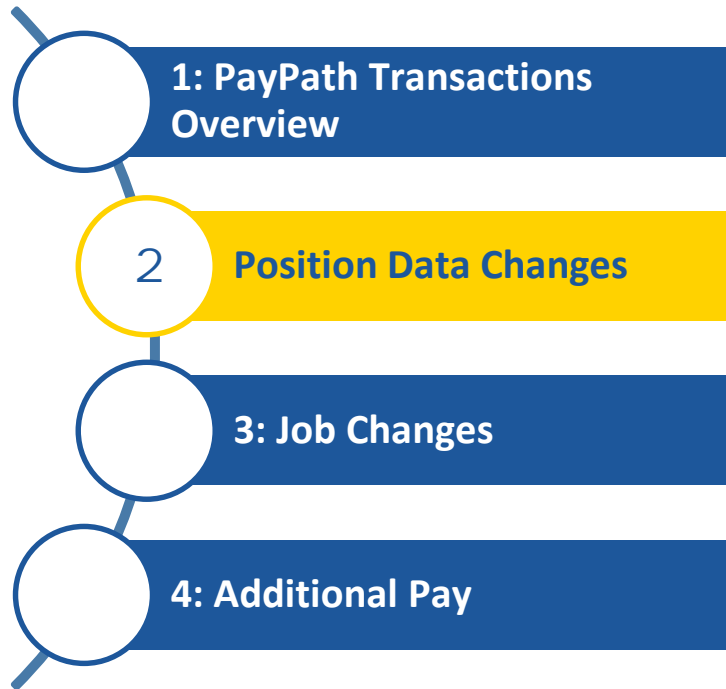 1: PayPath Transactions
Overview
2
Position Data Changes
3: Job Changes
4: Additional Pay